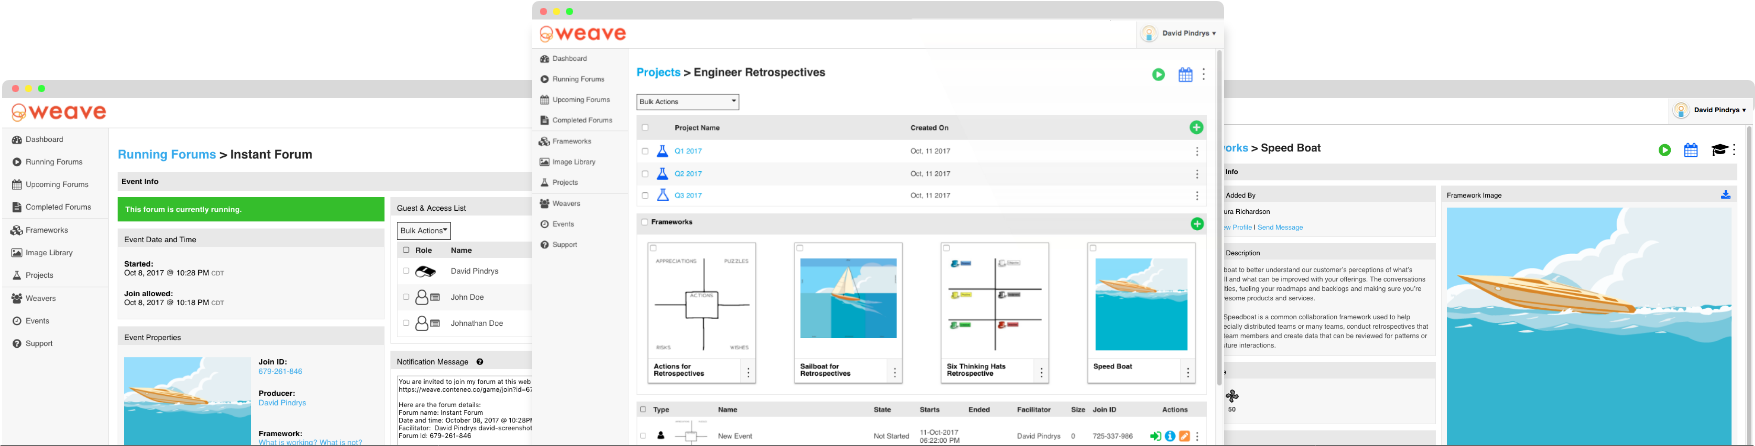 weave
Dashboard
Running Forums
Upcoming Forums
Completed Forums
Frameworks
Image Library
Projects
Weavers
Events
Support
Running Forums > Instant Forum
Event Info
This forum is currently running.
Event Date and Time
Started:
Oct 8, 2017 @ 10:28 PM CDT
Join allowed:
Oct 8, 2017 @ 10:18 PM CDT
Event Properties
Join ID:
679-261-846
Producer:
David Pindrys
Framework:
What is working? What is not?
Guest & Access List
Bulk Actions
Role Name
David Pindrys
John Doe
Johnathan Doe
Notification Message
You are invited to join my forum at this web
https://weave.conteneo.co/game/join?id=67
Here are the forum details:
Forum name: Instant Forum
Date and time: October 08, 2017 @ 10:28PM
Facilitator: David Pindrys david-screenshot
Forum Id: 679-261-846
weave
David Pindrys
Dashboard
Running Forums
Upcoming Forums
Completed Forums
Frameworks
Image Library
Projects
Weavers
Events
Support
Projects > Engineer Retrospectives
Bulk Actions
Project Name Created On
Q1 2017 Oct, 11 2017
Q2 2017 Oct, 11 2017
Q3 2017 Oct, 11 2017
Frameworks
APPRECIATIONS PUZZLES
ACTIONS
RISKS WISHES
Actions for
Retrospectives
Sailboat for
Retrospectives
Six Thinking Hats
Retrospective
Speed Boat
Type Name State Starts Ended Facilitator Size Join ID Actions
New Event Not Started 11-Oct-2017 David Pindrys 0 725-337-986
06:22:00 PM
David Pindrys
works > Speed Boat
Info
Added By
ura Richardson
ew Profile | Send Message
Description
boat to better understand our customer's perceptions of what's
ll and what can be improved with your offerings. The conversations
ities, fueling your roadmaps and backlogs and making sure you're
esome products and services.
Speedboat is a common collaboration framework used to help
ecially distributed teams or many teams, conduct retrospectives that
team members and create data that can be reviewed for patterns or
uture interactions.
50
Framework Image